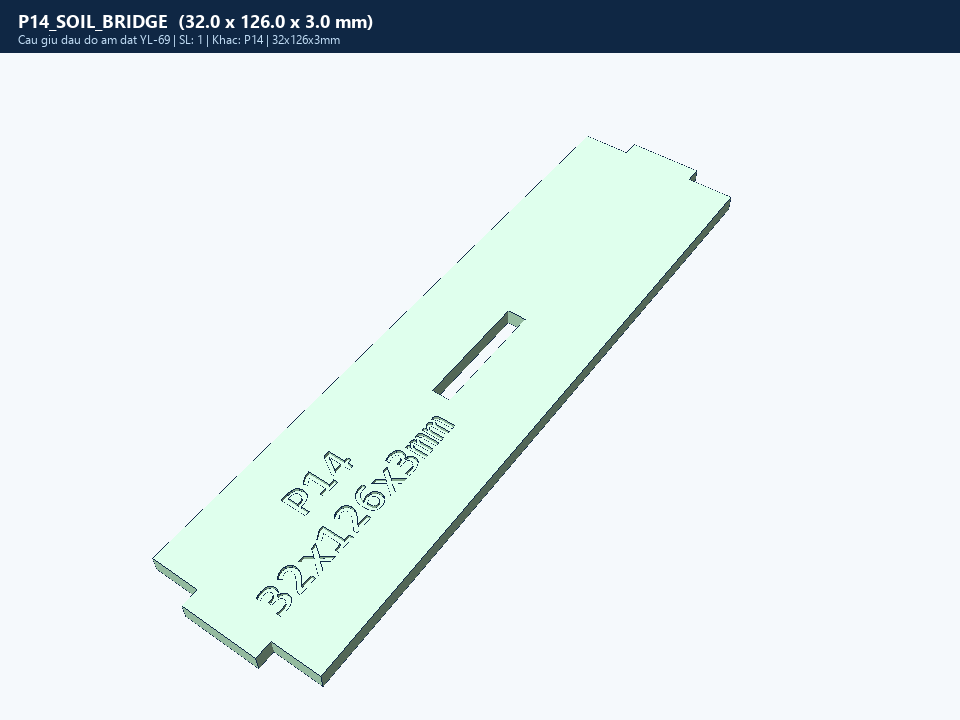 P14_SOIL_BRIDGE (32.0 x 126.0 x 3.0 mm)
Cau giu dau do am dat YL-69 | SL: 1 | Khac: P14 | 32x126x3mm
P14
32x126x3mm